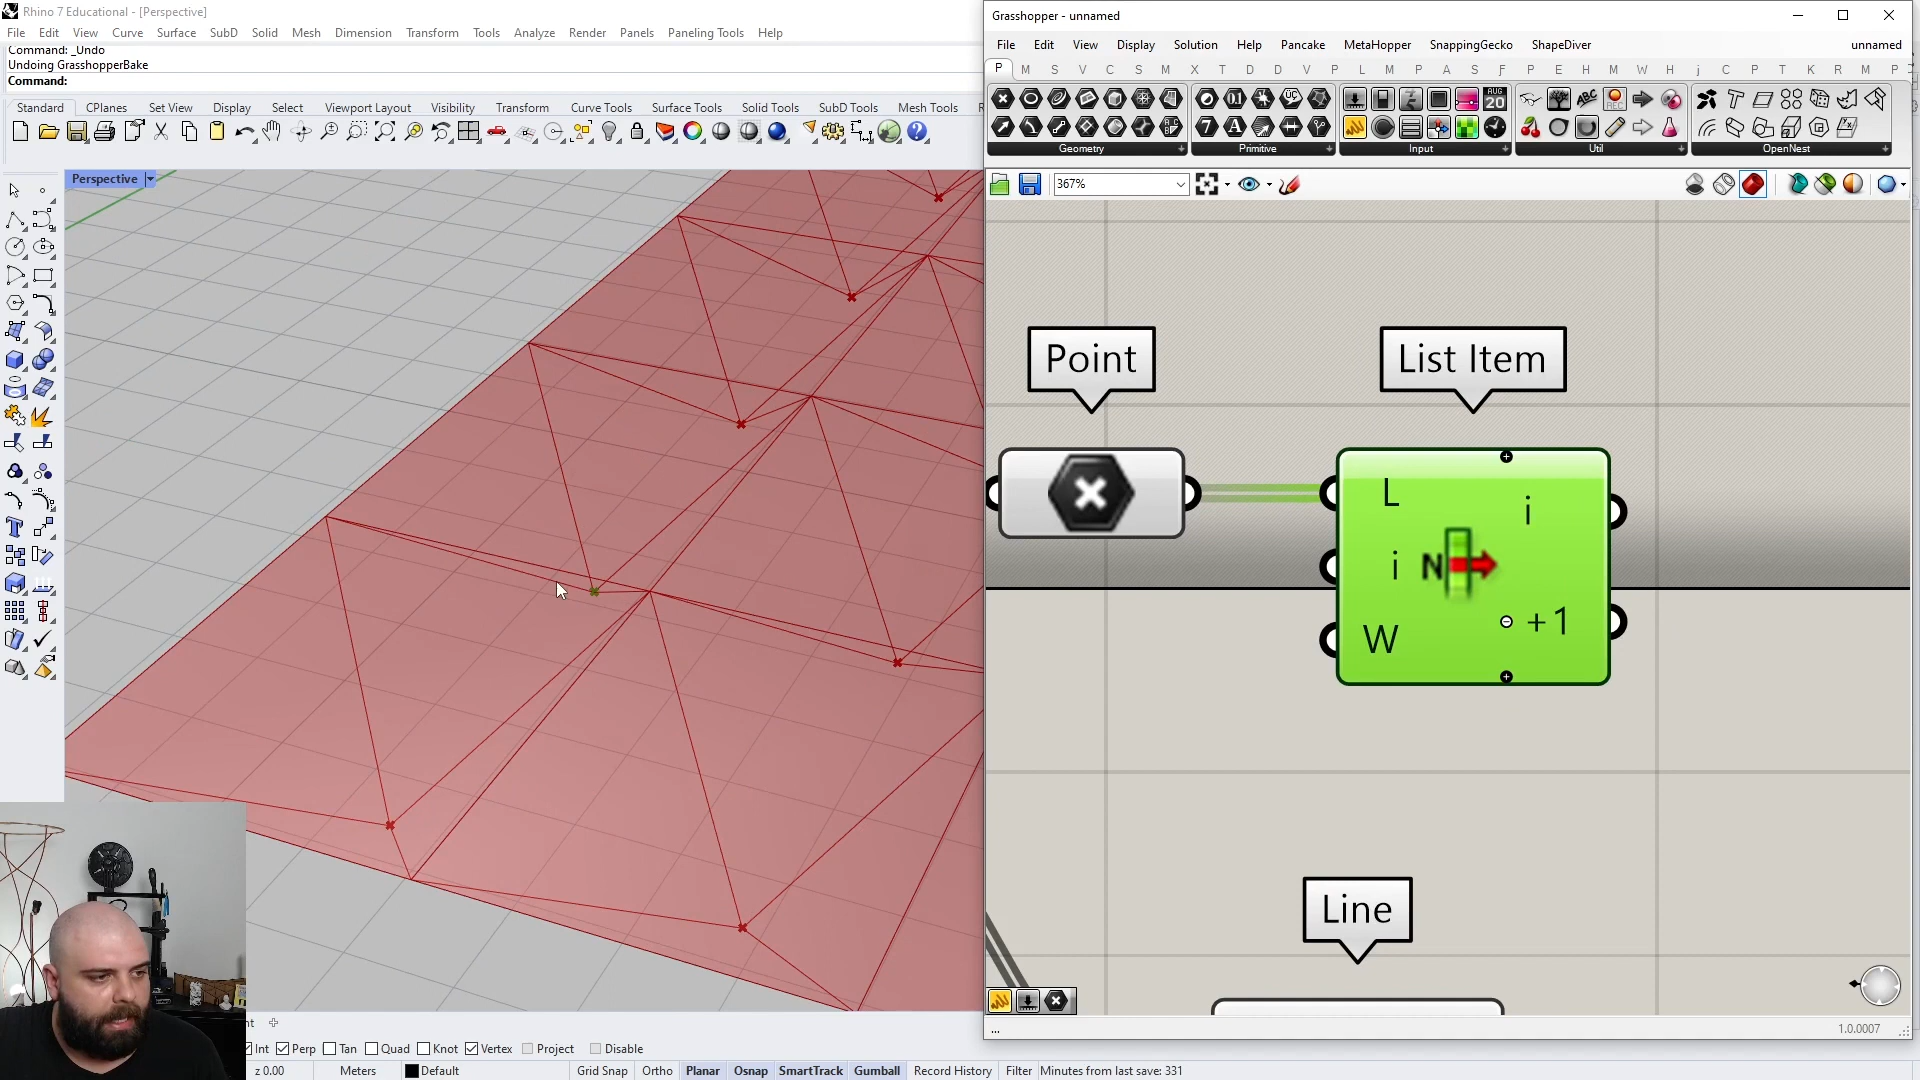 Rhino 7 Educational - [Perspective]
File Edit View Curve Surface SubD Solid Mesh Dimension Transform Tools Analyze Render Panels Paneling Tools Help
Command: _Undo
Undoing GrasshopperBake
Command:
Standard CPlanes Set View Display Select Viewport Layout Visibility Transform Curve Tools Surface Tools Solid Tools SubD Tools Mesh Tools
Perspective
Int Perp Tan Quad Knot Vertex Project Disable
z 0.00 Meters Default Grid Snap Ortho Planar Osnap SmartTrack Gumball Record History Filter Minutes from last save: 331
Grasshopper - unnamed
File Edit View Display Solution Help Pancake MetaHopper SnappingGecko ShapeDiver unnamed
P M S V C S M X T D D V P L M P A S F P E H M W H j C P T K R M P
Geometry Primitive Input Util OpenNest
367%
Point
List Item
L
i
W
N
i
+1
Line
...
1.0.0007